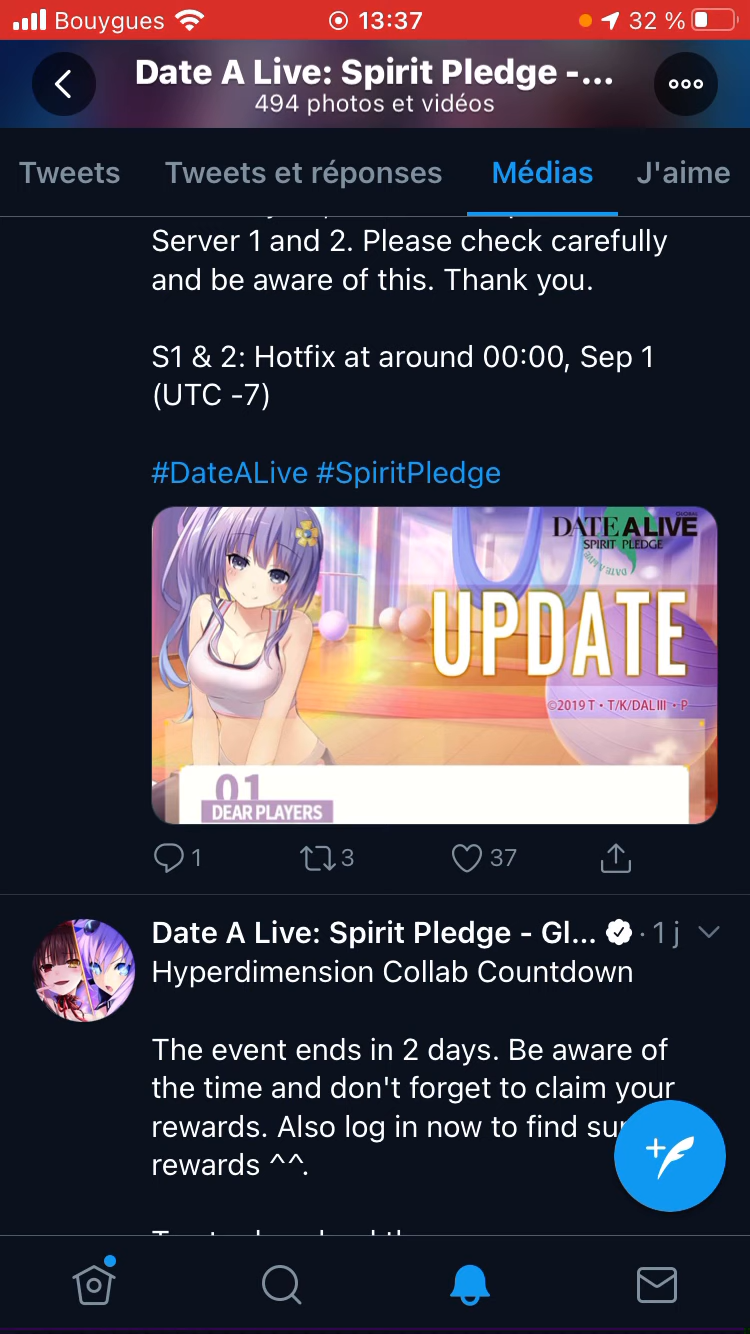 Bouygues
13:37
32 %
Date A Live: Spirit Pledge -...
494 photos et vidéos
Tweets
Tweets et réponses
Médias
J'aime
Server 1 and 2. Please check carefully
and be aware of this. Thank you.
S1 & 2: Hotfix at around 00:00, Sep 1
(UTC -7)
#DateALive #SpiritPledge
GLOBAL
DATE A LIVE
SPIRIT PLEDGE
DATE A LIVE
UPDATE
©2019 T・T/K/DALⅢ・P
01
DEAR PLAYERS
1
3
37
Date A Live: Spirit Pledge - Gl... · 1 j
Hyperdimension Collab Countdown
The event ends in 2 days. Be aware of
the time and don't forget to claim your
rewards. Also log in now to find
rewards ^^.